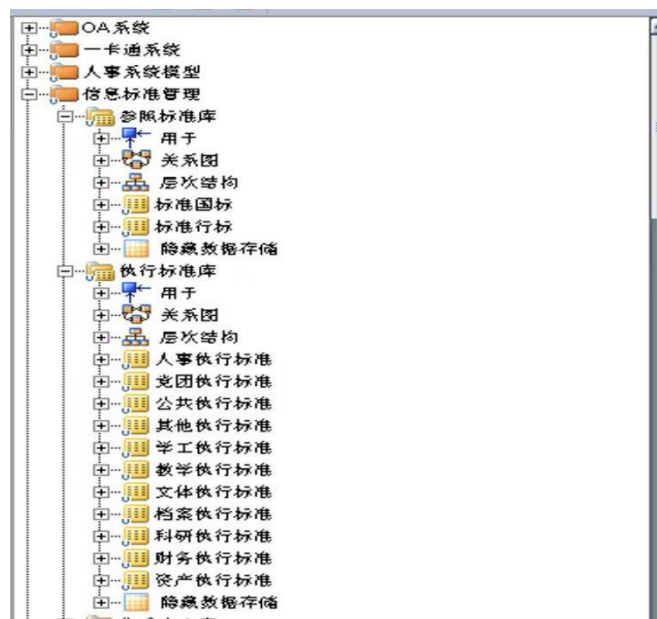 OA系统
一卡通系统
人事系统模型
信息标准管理
参照标准库
用于
关系图
层次结构
标准国标
标准行标
隐藏数据存储
执行标准库
用于
关系图
层次结构
人事执行标准
党团执行标准
公共执行标准
其他执行标准
学工执行标准
教学执行标准
文体执行标准
档案执行标准
科研执行标准
财务执行标准
资产执行标准
隐藏数据存储